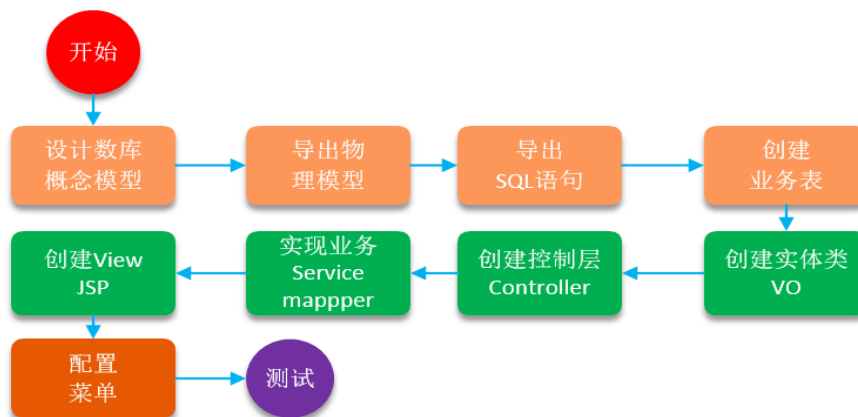 开始
设计数库
概念模型
导出物
理模型
导出
SQL语句
创建
业务表
创建实体类
VO
创建控制层
Controller
实现业务
Service
mappper
创建View
JSP
配置
菜单
测试